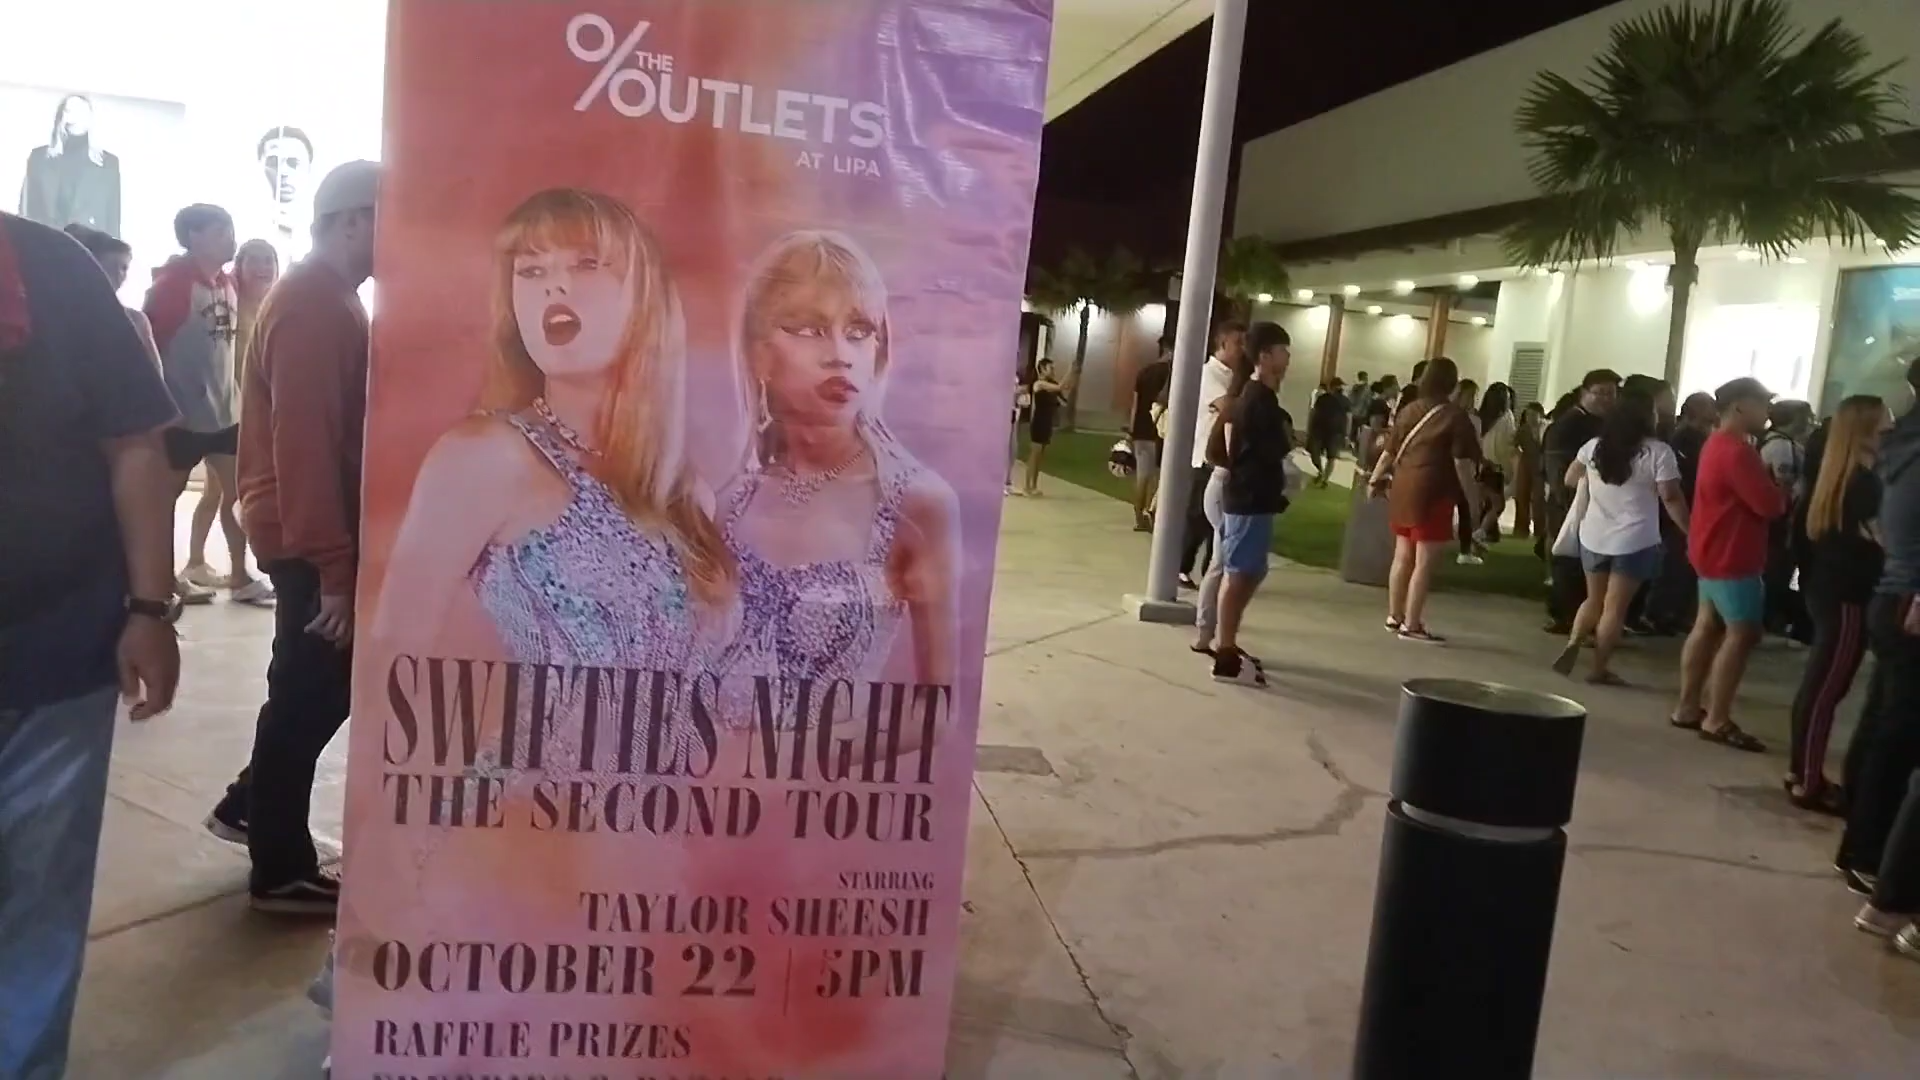 % THE
OUTLETS
AT LIPA
SWIFTIES NIGHT
THE SECOND TOUR
STARRING
TAYLOR SHEESH
OCTOBER 22 | 5PM
RAFFLE PRIZES